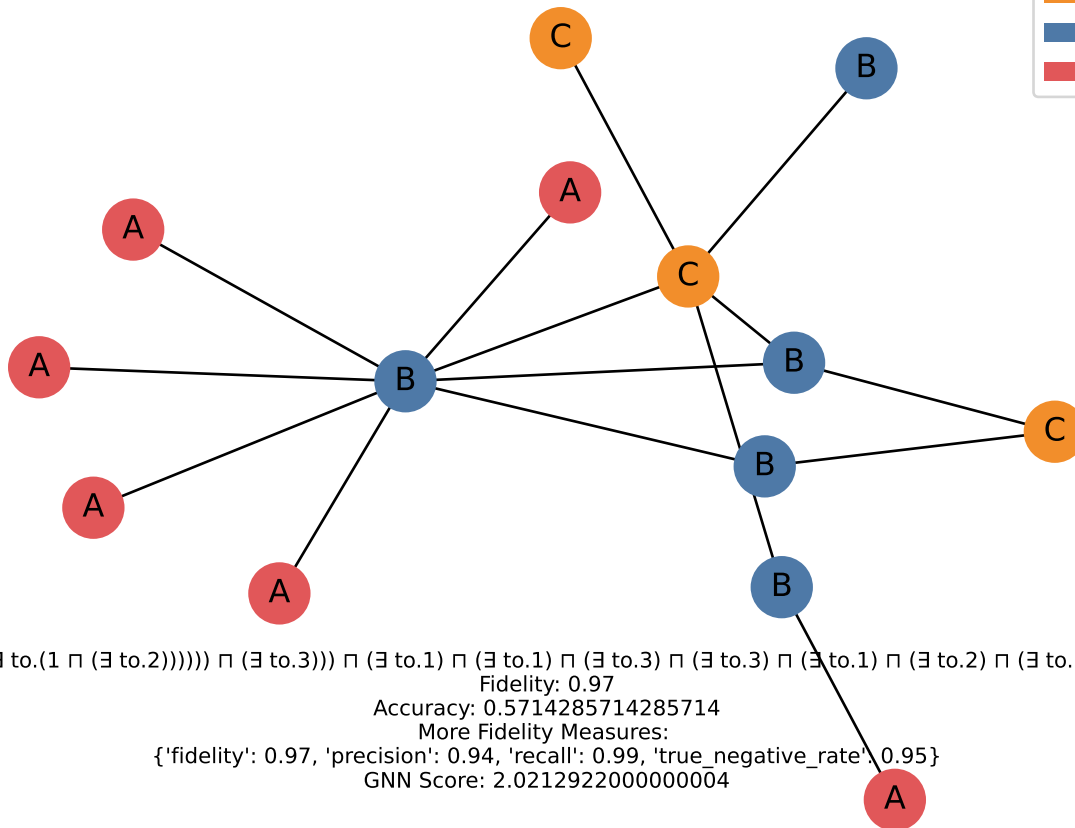 C
B
A
A
C
B
A
B
C
B
A
B
A
∃ to.(1 ⊓ (∃ to.2)))))) ⊓ (∃ to.3))) ⊓ (∃ to.1) ⊓ (∃ to.1) ⊓ (∃ to.3) ⊓ (∃ to.3) ⊓ (∃ to.1) ⊓ (∃ to.2) ⊓ (∃ to.
Fidelity: 0.97
Accuracy: 0.5714285714285714
More Fidelity Measures:
{'fidelity': 0.97, 'precision': 0.94, 'recall': 0.99, 'true_negative_rate': 0.95}
GNN Score: 2.0212922000000004
A